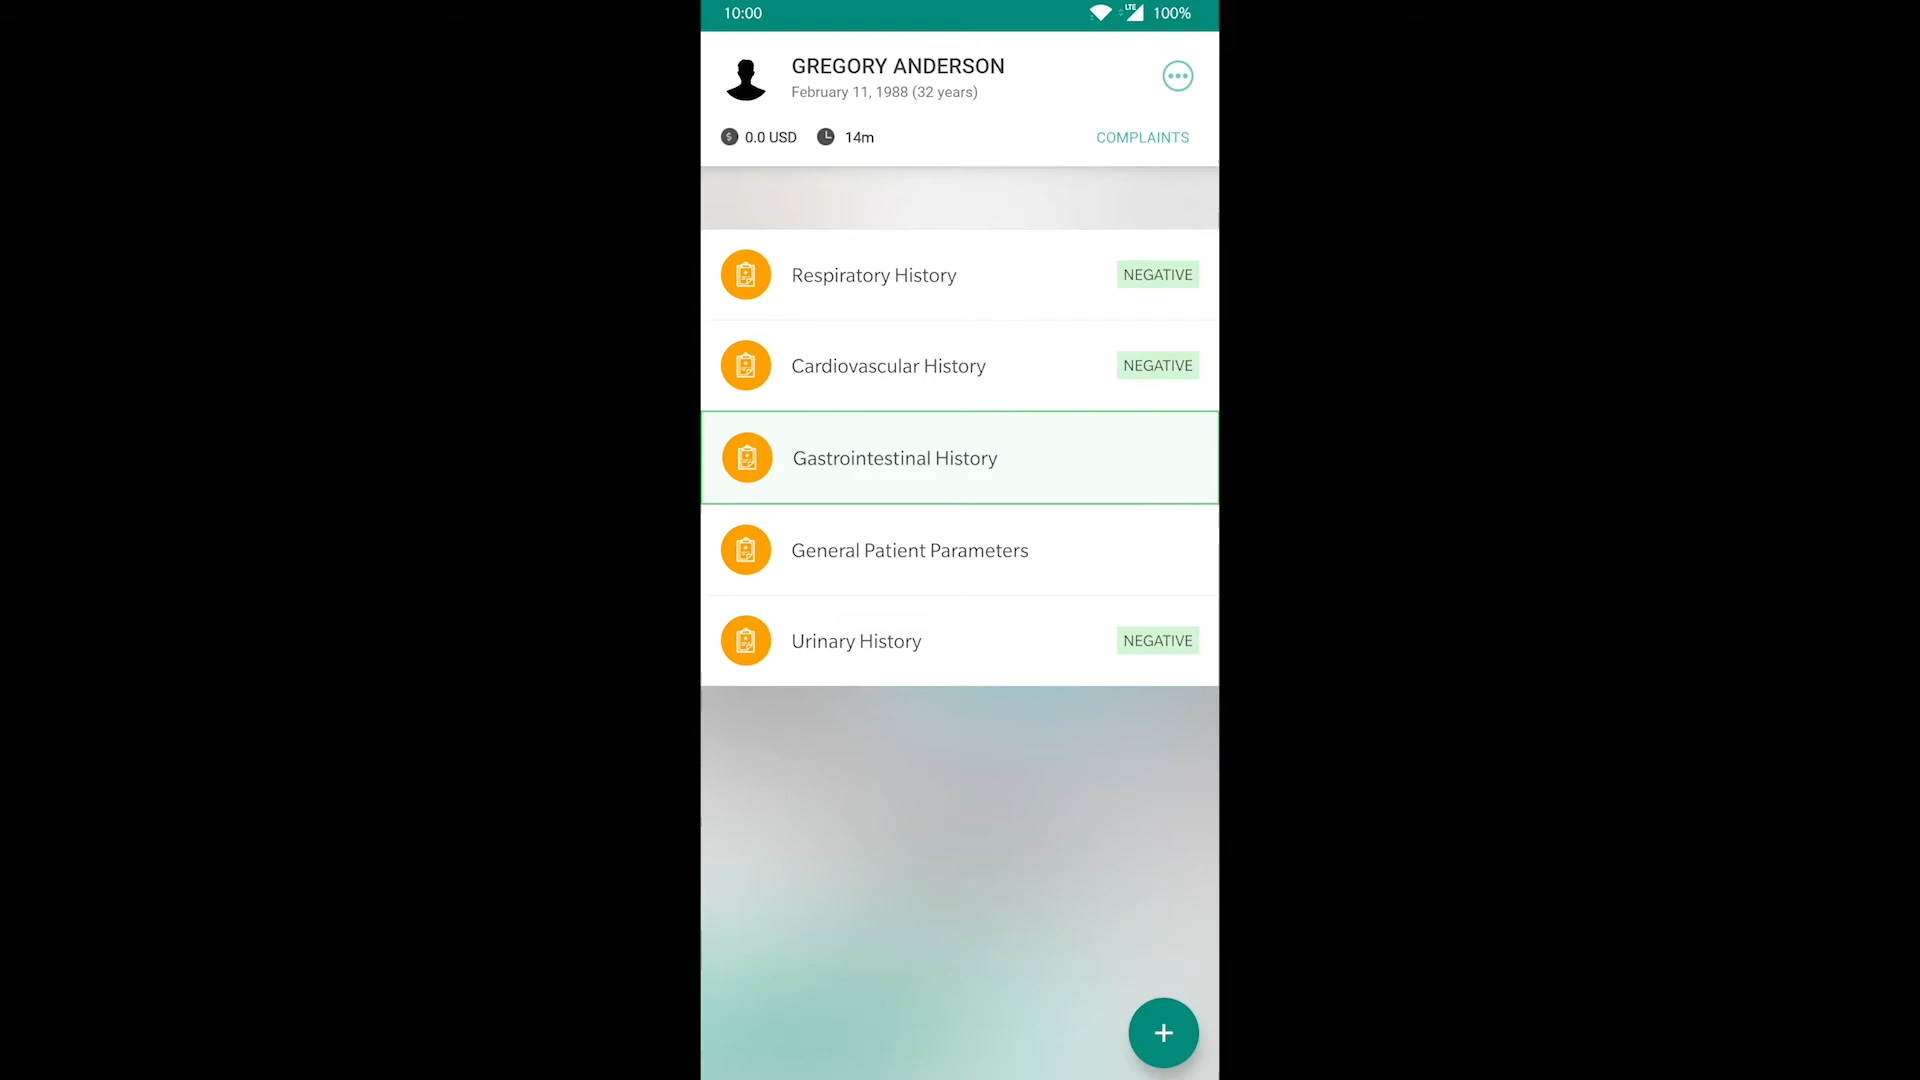 10:00
LTE
100%
GREGORY ANDERSON
February 11, 1988 (32 years)
$ 0.0 USD 14m
COMPLAINTS
Respiratory History
NEGATIVE
Cardiovascular History
NEGATIVE
Gastrointestinal History
General Patient Parameters
Urinary History
NEGATIVE
+